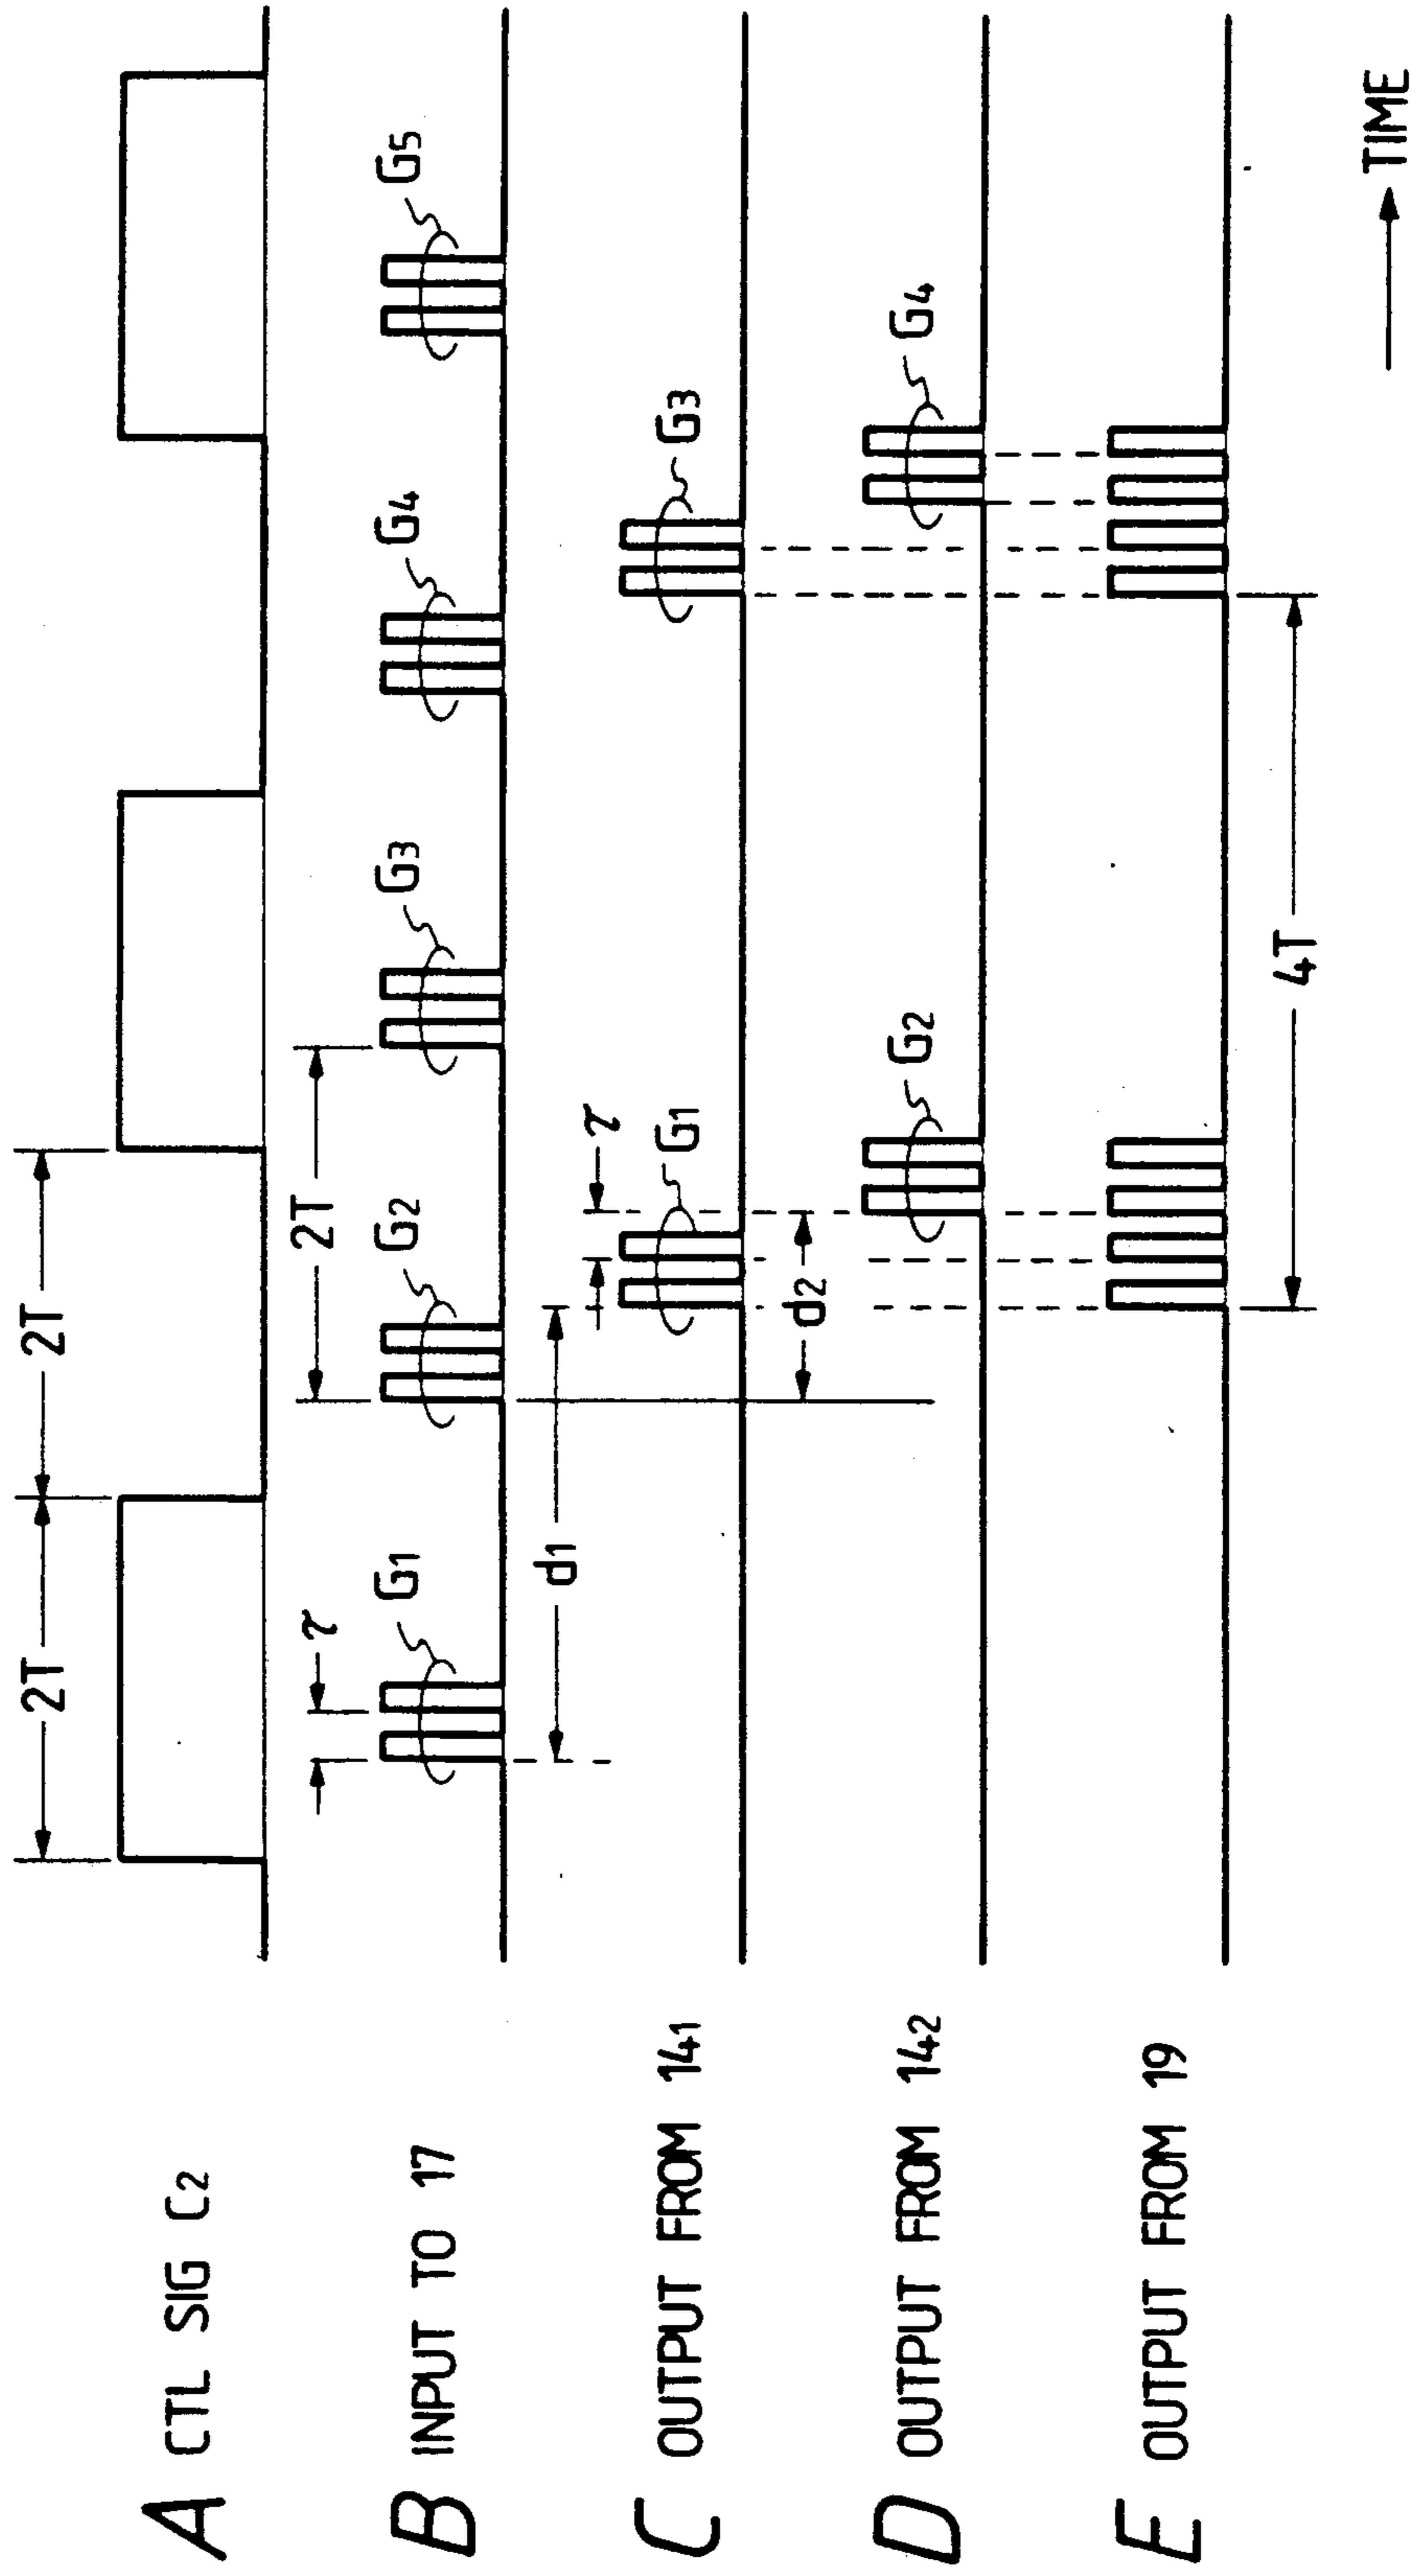 A CTL SIG C2
2T 2T
B INPUT TO 17
τ
G1
G2
2T
G3
G4
G5
C OUTPUT FROM 141
d1
τ
G1
G3
D OUTPUT FROM 142
d2
G2
G4
E OUTPUT FROM 19
4T
TIME